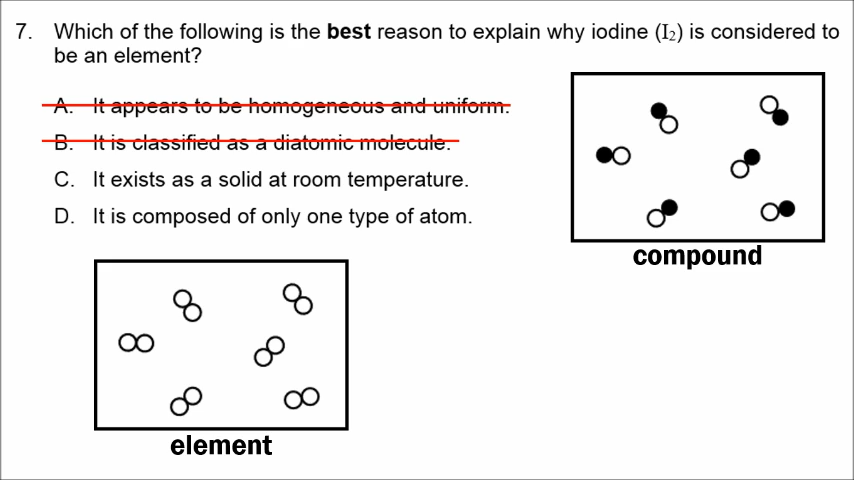 7. Which of the following is the best reason to explain why iodine (I₂) is considered to
be an element?
A. It appears to be homogeneous and uniform.
B. It is classified as a diatomic molecule.
C. It exists as a solid at room temperature.
D. It is composed of only one type of atom.
compound
element